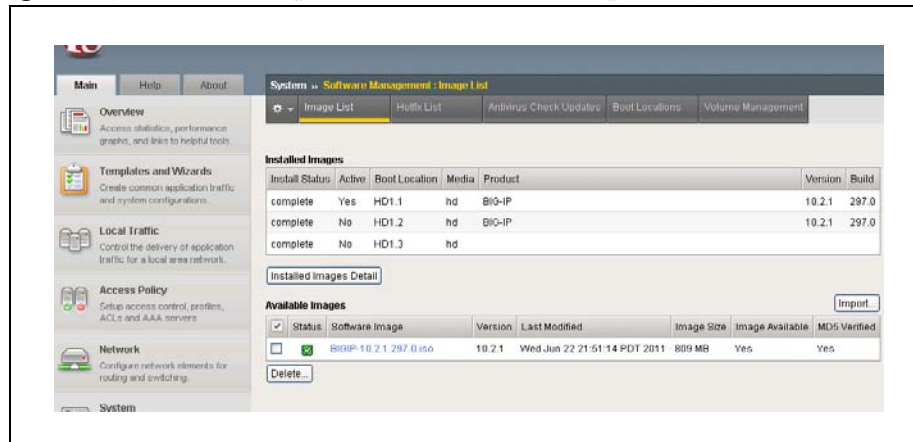 Main Help About
System ›› Software Management : Image List
Image List Hotfix List Antivirus Check Updates Boot Locations Volume Management
Overview
Access statistics, performance
graphs, and links to helpful tools.
Templates and Wizards
Create common application traffic
and system configurations.
Local Traffic
Control the delivery of application
traffic for a local area network.
Access Policy
Setup access control, profiles,
ACLs and AAA servers
Network
Configure network elements for
routing and switching.
System
Installed Images
Install Status Active Boot Location Media Product Version Build
complete Yes HD1.1 hd BIG-IP 10.2.1 297.0
complete No HD1.2 hd BIG-IP 10.2.1 297.0
complete No HD1.3 hd
Installed Images Detail
Available Images Import...
Status Software Image Version Last Modified Image Size Image Available MD5 Verified
BIGIP-10.2.1.297.0.iso 10.2.1 Wed Jun 22 21:51:14 PDT 2011 809 MB Yes Yes
Delete...